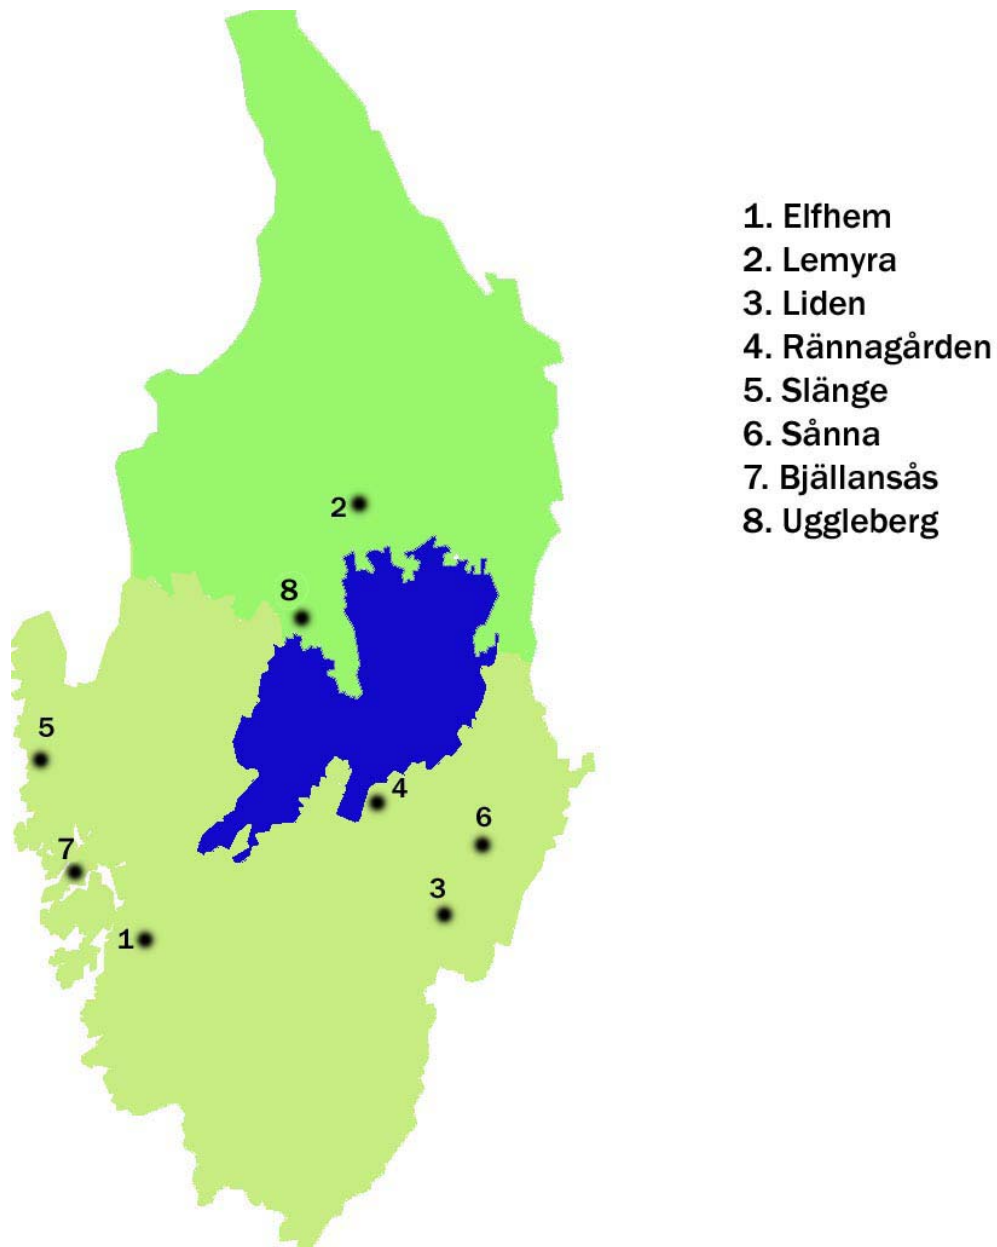 1. Elfhem
2. Lemyra
3. Liden
4. Rännagården
5. Slänge
6. Sånna
7. Bjällansås
8. Uggleberg
2
8
5
4
6
7
3
1